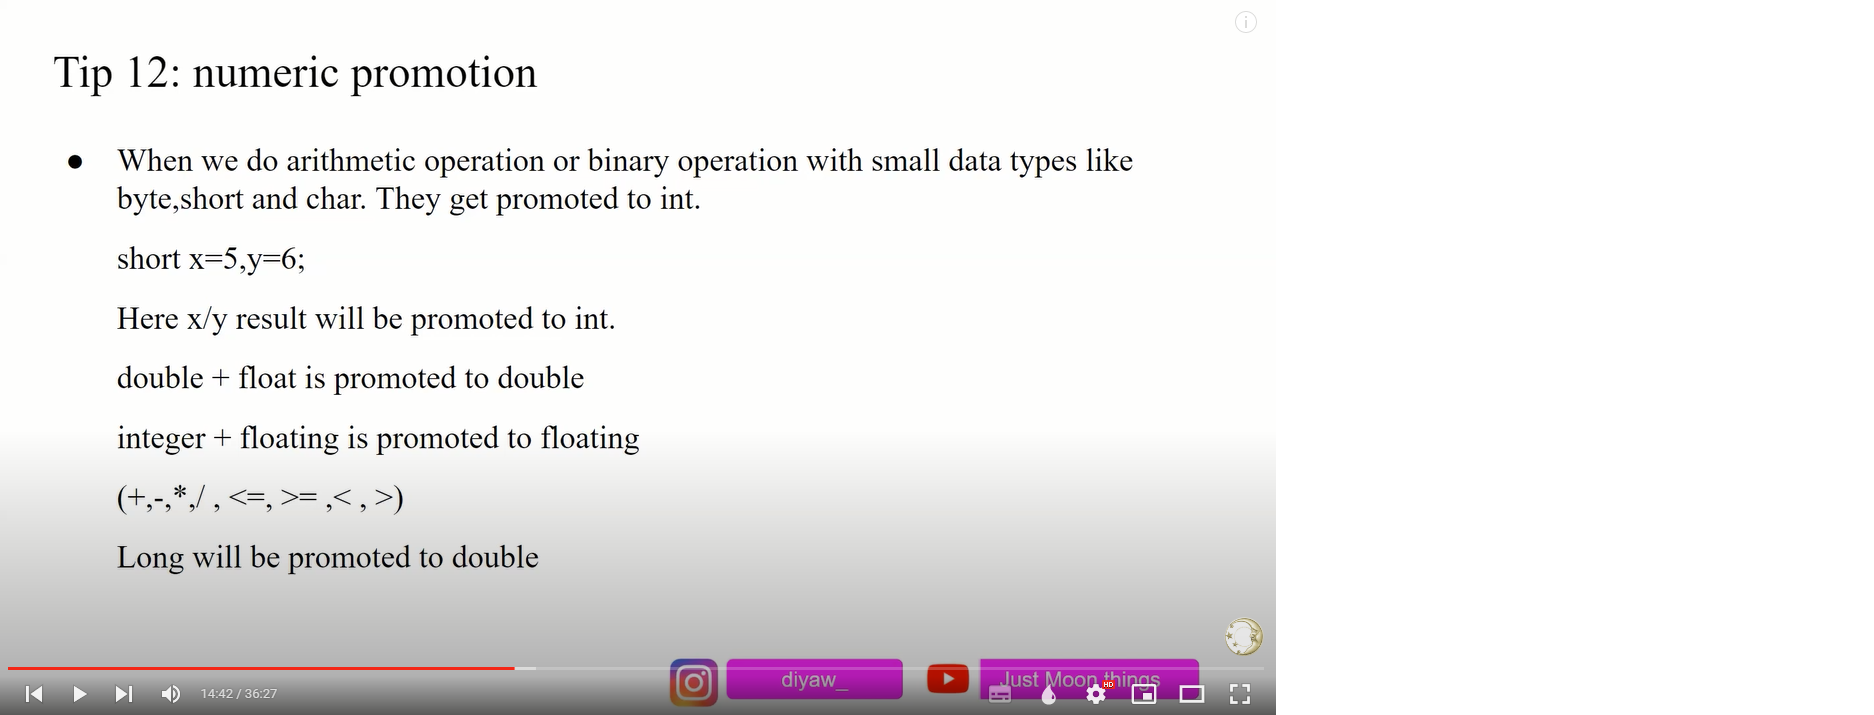 Tip 12: numeric promotion
● When we do arithmetic operation or binary operation with small data types like
byte,short and char. They get promoted to int.
short x=5,y=6;
Here x/y result will be promoted to int.
double + float is promoted to double
integer + floating is promoted to floating
(+,-,*,/ , <=, >= ,< , >)
Long will be promoted to double
diyaw_
Just Moon things
14:42 / 36:27
HD